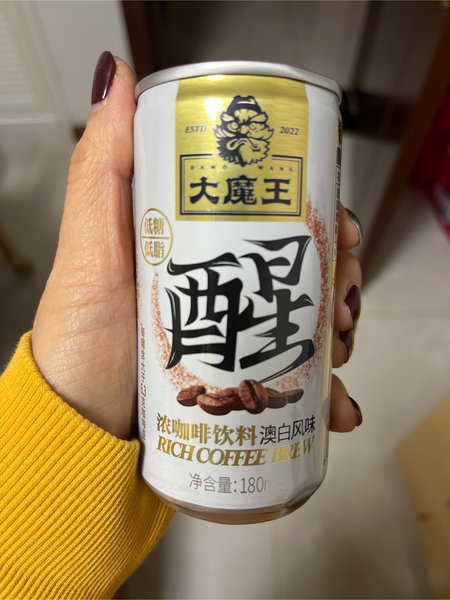 ESTD 2022
DAMO WANG
大魔王
低糖
低脂
醒
浓咖啡饮料 澳白风味
RICH COFFEE BREW
净含量:180m